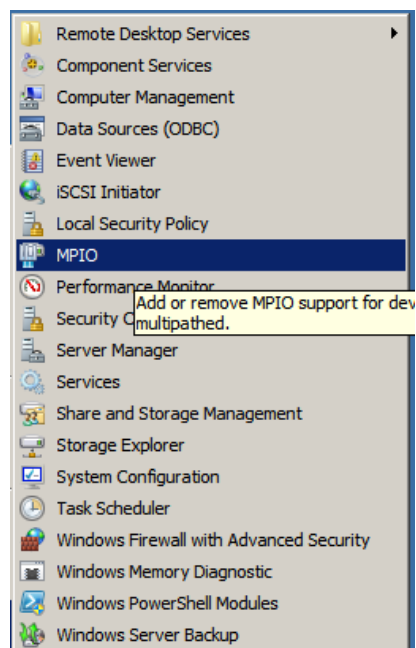 Remote Desktop Services
Component Services
Computer Management
Data Sources (ODBC)
Event Viewer
iSCSI Initiator
Local Security Policy
MPIO
Performance Monitor
Add or remove MPIO support for dev
Security C
multipathed.
Server Manager
Services
Share and Storage Management
Storage Explorer
System Configuration
Task Scheduler
Windows Firewall with Advanced Security
Windows Memory Diagnostic
Windows PowerShell Modules
Windows Server Backup